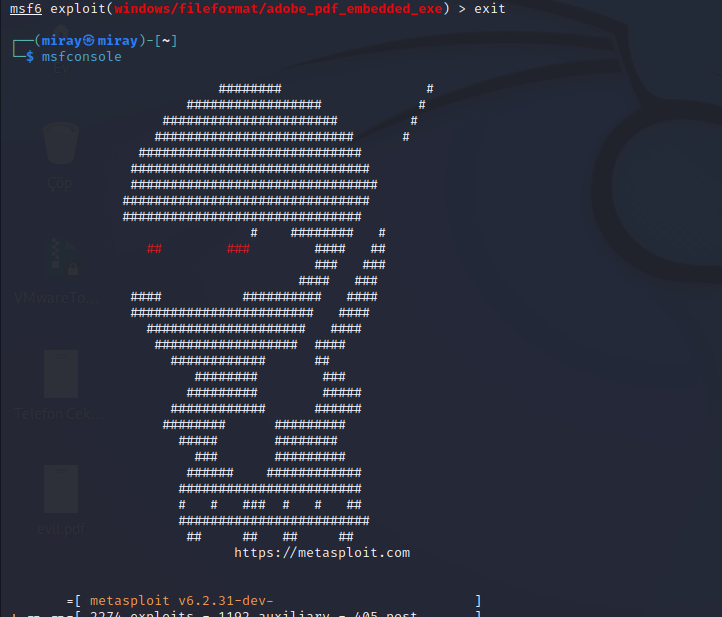 msf6 exploit(windows/fileformat/adobe_pdf_embedded_exe) > exit
(miray㉿miray)-[~]
$ msfconsole
Çöp
VMwareTo...
Telefon Çek...
evil.pdf
https://metasploit.com
=[ metasploit v6.2.31-dev- ]
+ -- --=[ 2274 exploits - 1192 auxiliary - 405 post ]